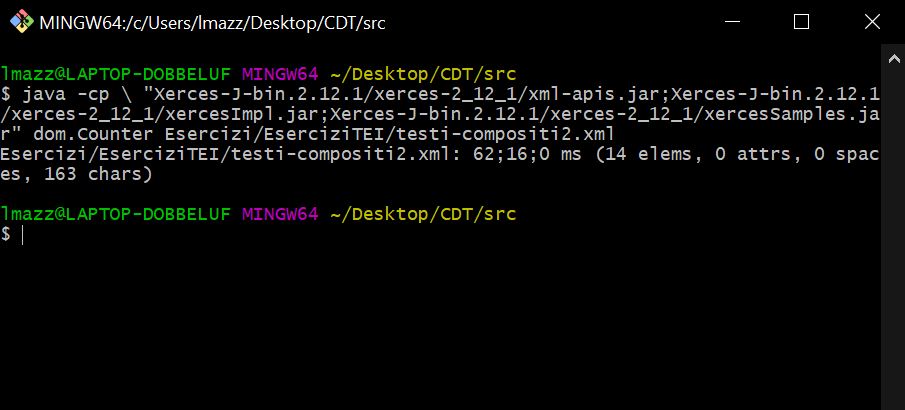 MINGW64:/c/Users/lmazz/Desktop/CDT/src
lmazz@LAPTOP-DOBBELUF MINGW64 ~/Desktop/CDT/src
$ java -cp \ "Xerces-J-bin.2.12.1/xerces-2_12_1/xml-apis.jar;Xerces-J-bin.2.12.1
/xerces-2_12_1/xercesImpl.jar;Xerces-J-bin.2.12.1/xerces-2_12_1/xercesSamples.ja
r" dom.Counter Esercizi/EserciziTEI/testi-compositi2.xml
Esercizi/EserciziTEI/testi-compositi2.xml: 62;16;0 ms (14 elems, 0 attrs, 0 spac
es, 163 chars)
lmazz@LAPTOP-DOBBELUF MINGW64 ~/Desktop/CDT/src
$